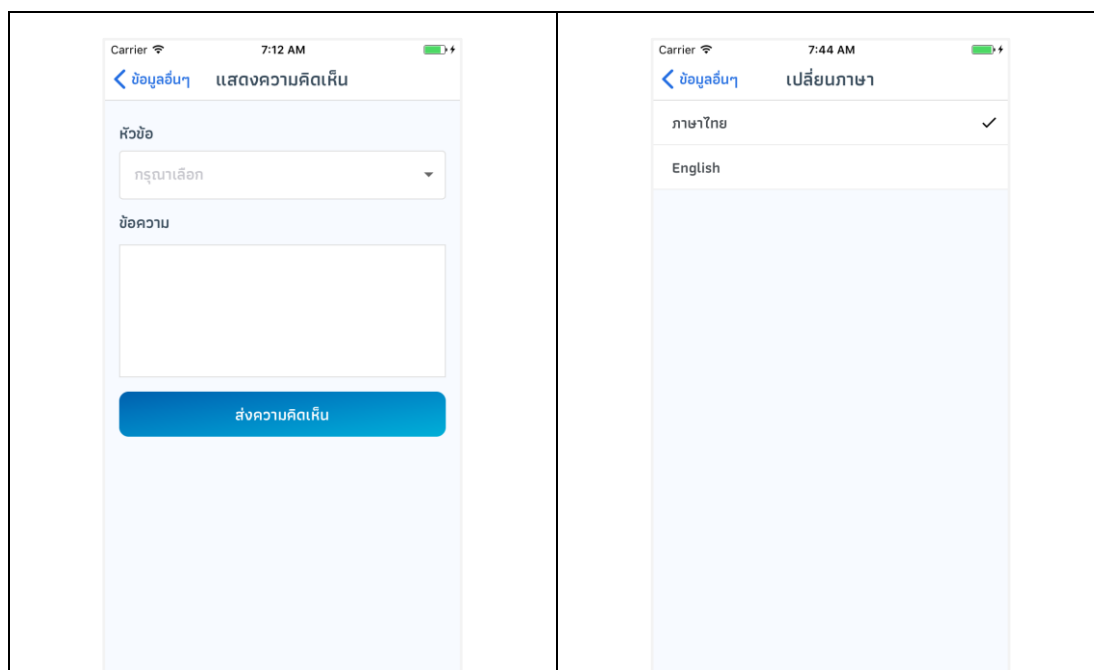 Carrier 7:12 AM
ข้อมูลอื่นๆ แสดงความคิดเห็น
หัวข้อ
กรุณาเลือก
ข้อความ
ส่งความคิดเห็น
Carrier 7:44 AM
ข้อมูลอื่นๆ เปลี่ยนภาษา
ภาษาไทย
English